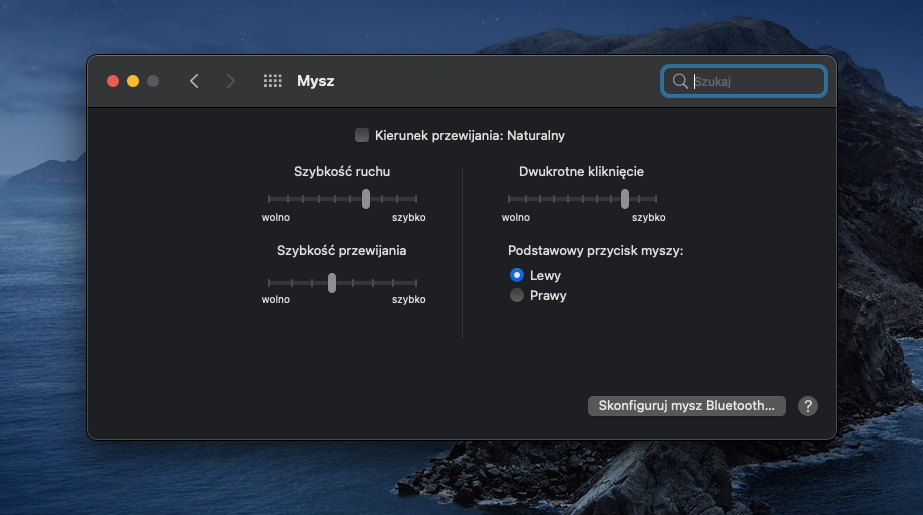 Mysz
Szukaj
Kierunek przewijania: Naturalny
Szybkość ruchu
wolno
szybko
Szybkość przewijania
wolno
szybko
Dwukrotne kliknięcie
wolno
szybko
Podstawowy przycisk myszy:
Lewy
Prawy
Skonfiguruj mysz Bluetooth...
?